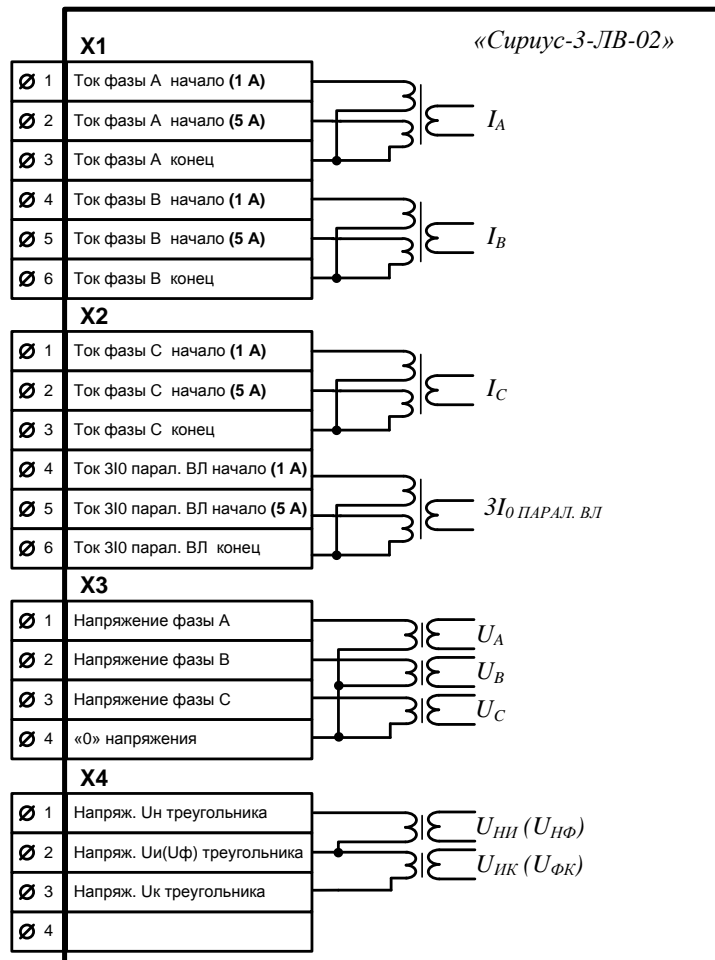 «Сириус-3-ЛВ-02»
X1
1 Ток фазы А начало (1 А)
2 Ток фазы А начало (5 А)
3 Ток фазы А конец
I_A
4 Ток фазы В начало (1 А)
5 Ток фазы В начало (5 А)
6 Ток фазы В конец
I_B
X2
1 Ток фазы С начало (1 А)
2 Ток фазы С начало (5 А)
3 Ток фазы С конец
I_C
4 Ток 3I0 парал. ВЛ начало (1 А)
5 Ток 3I0 парал. ВЛ начало (5 А)
6 Ток 3I0 парал. ВЛ конец
3I_0 ПАРАЛ. ВЛ
X3
1 Напряжение фазы А
2 Напряжение фазы В
3 Напряжение фазы С
4 «0» напряжения
U_A
U_B
U_C
X4
1 Напряж. Uн треугольника
2 Напряж. Uи(Uф) треугольника
3 Напряж. Uк треугольника
4
U_НИ (U_НФ)
U_ИК (U_ФК)